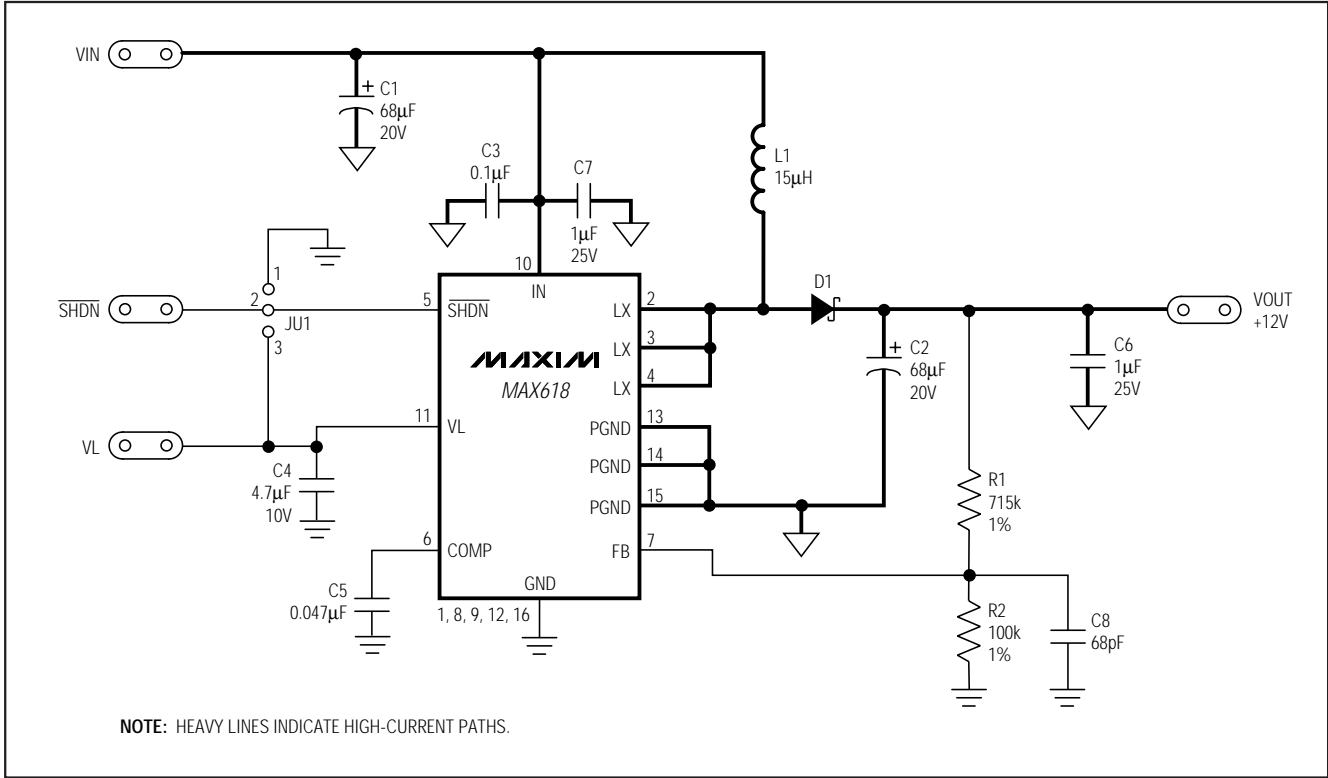 VIN
+ C1
68µF
20V
C3
0.1µF
C7
1µF
25V
L1
15µH
1
2
3
JU1
SHDN
VL
C4
4.7µF
10V
C5
0.047µF
10
IN
5
SHDN
11
VL
6
COMP
GND
1, 8, 9, 12, 16
MAXIM
MAX618
LX
2
LX
3
LX
4
PGND
13
PGND
14
PGND
15
FB
7
D1
+ C2
68µF
20V
C6
1µF
25V
VOUT
+12V
R1
715k
1%
R2
100k
1%
C8
68pF
NOTE: HEAVY LINES INDICATE HIGH-CURRENT PATHS.